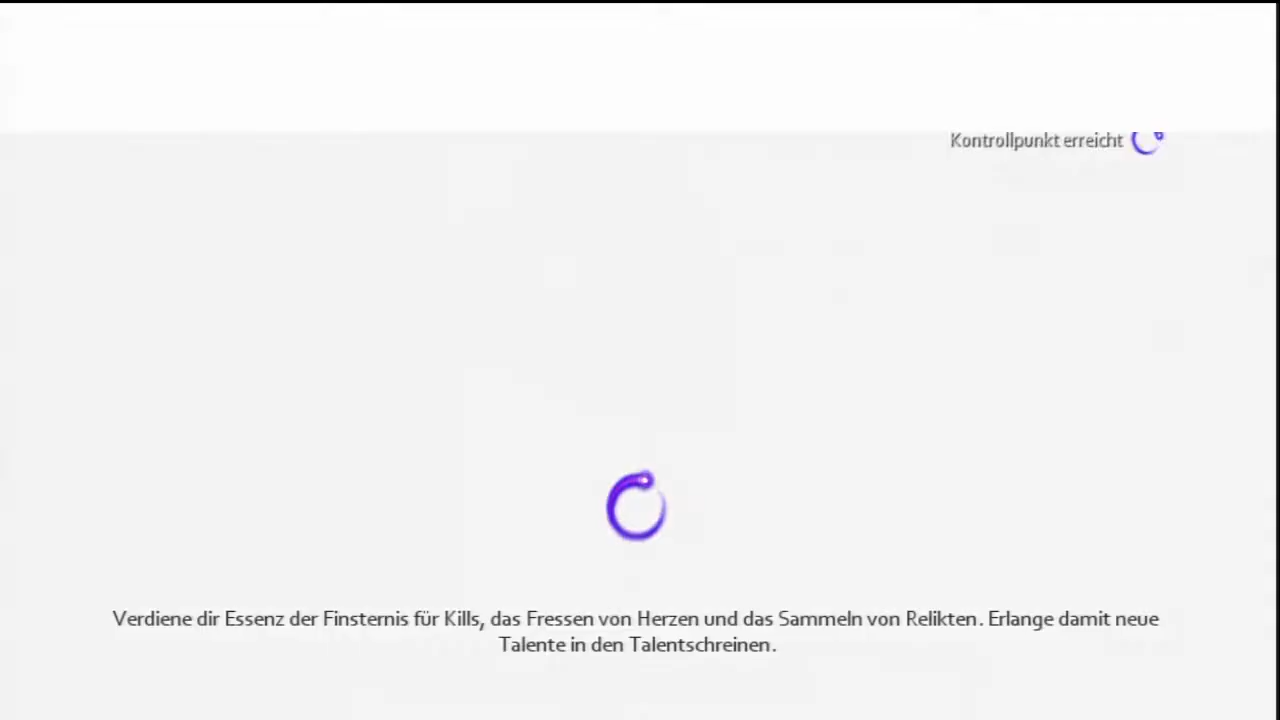 Kontrollpunkt erreicht
Verdiene dir Essenz der Finsternis für Kills, das Fressen von Herzen und das Sammeln von Relikten. Erlange damit neue
Talente in den Talentschreinen.